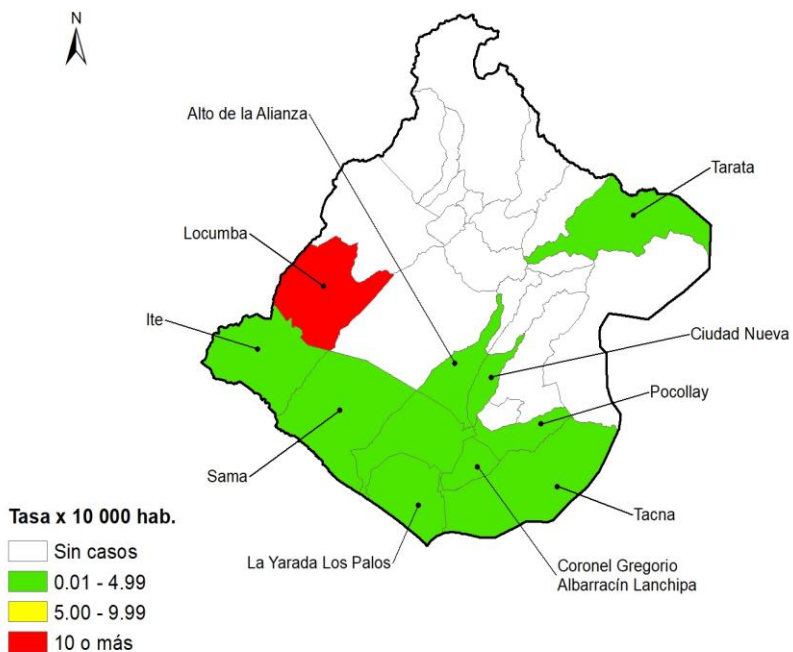 N
Alto de la Alianza
Tarata
Locumba
Ite
Ciudad Nueva
Pocollay
Sama
Tacna
La Yarada Los Palos
Coronel Gregorio
Albarracín Lanchipa
Tasa x 10 000 hab.
Sin casos
0.01 - 4.99
5.00 - 9.99
10 o más